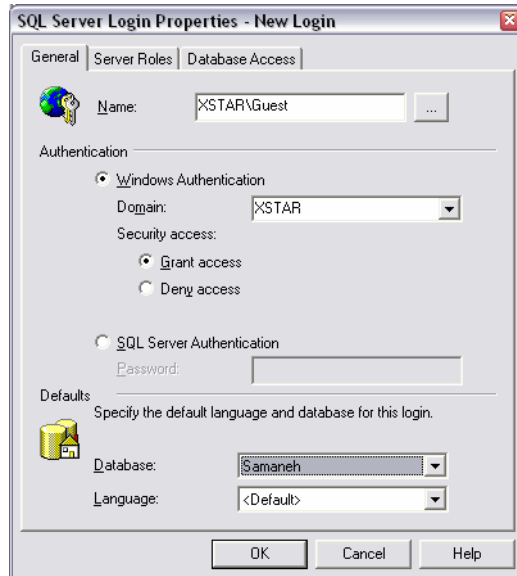 SQL Server Login Properties - New Login
General Server Roles Database Access
Name: XSTAR\Guest ...
Authentication
Windows Authentication
Domain: XSTAR
Security access:
Grant access
Deny access
SQL Server Authentication
Password:
Defaults
Specify the default language and database for this login.
Database: Samaneh
Language: <Default>
OK Cancel Help